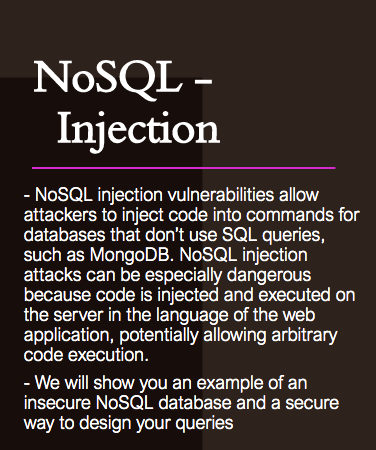 NoSQL -
Injection
- NoSQL injection vulnerabilities allow
attackers to inject code into commands for
databases that don't use SQL queries,
such as MongoDB. NoSQL injection
attacks can be especially dangerous
because code is injected and executed on
the server in the language of the web
application, potentially allowing arbitrary
code execution.
- We will show you an example of an
insecure NoSQL database and a secure
way to design your queries